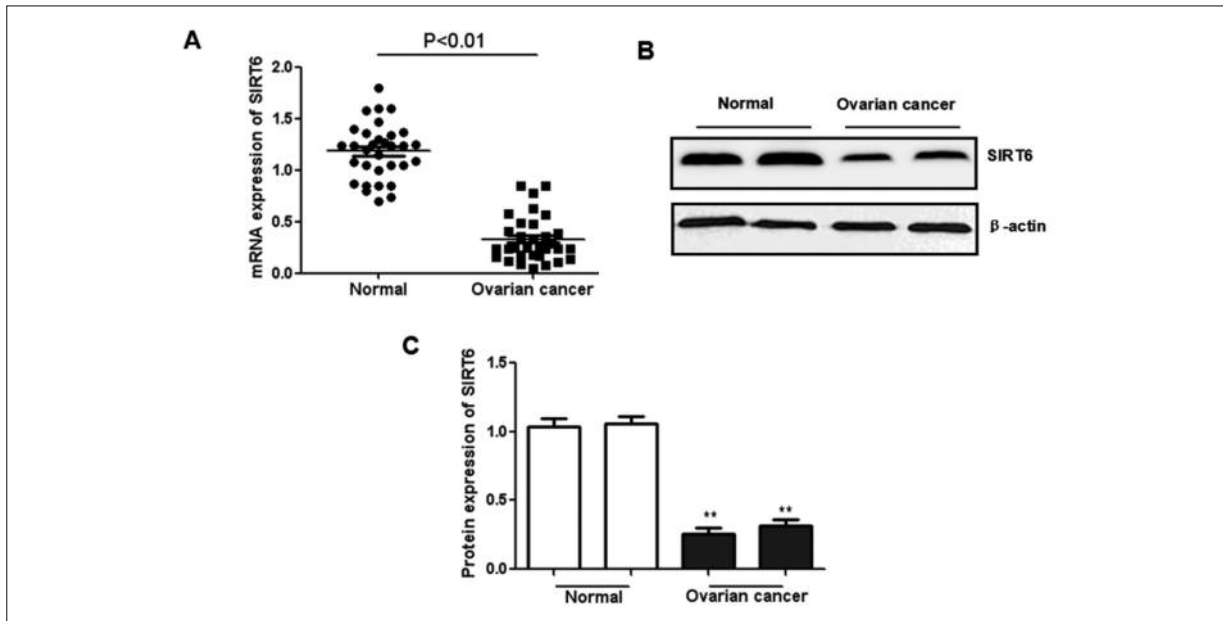 A
P<0.01
mRNA expression of SIRT6
2.0
1.5
1.0
0.5
0.0
Normal
Ovarian cancer
B
Normal
Ovarian cancer
SIRT6
β-actin
C
Protein expression of SIRT6
1.5
1.0
0.5
0.0
**
**
Normal
Ovarian cancer